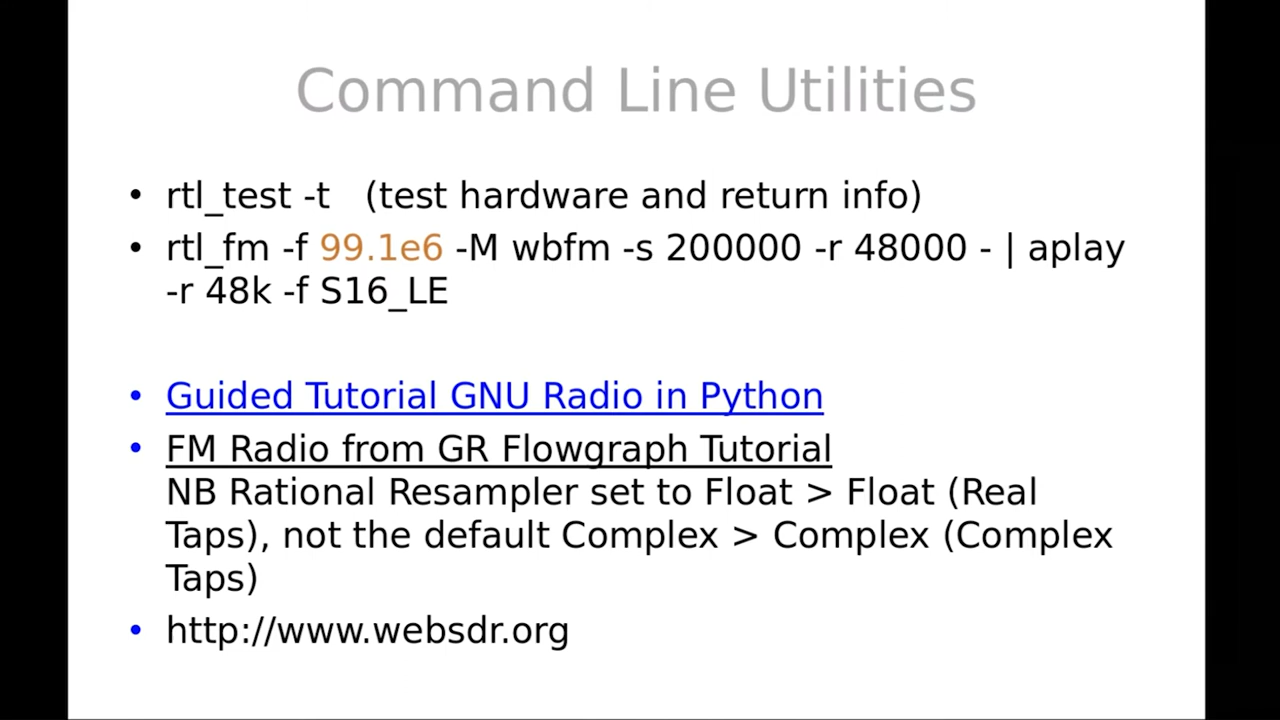 Command Line Utilities
• rtl_test -t (test hardware and return info)
• rtl_fm -f 99.1e6 -M wbfm -s 200000 -r 48000 - | aplay
-r 48k -f S16_LE
• Guided Tutorial GNU Radio in Python
• FM Radio from GR Flowgraph Tutorial
NB Rational Resampler set to Float > Float (Real
Taps), not the default Complex > Complex (Complex
Taps)
• http://www.websdr.org